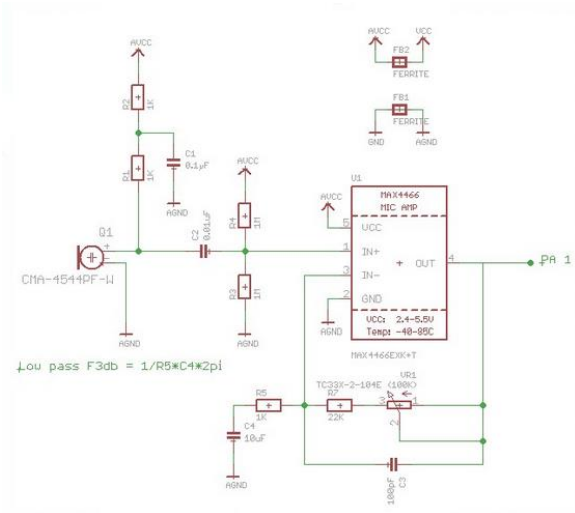 AVCC
R2
1K
R1
1K
C1
0.1µF
AGND
AVCC
VCC
FB2
FERRITE
FB1
FERRITE
GND
AGND
AVCC
R4
1M
R3
1M
AGND
C2
0.01uF
Q1
+
-
CMA-4544PF-W
AGND
AVCC
U1
MAX4466
MIC AMP
5
VCC
1
IN+
3
IN-
2
GND
+
OUT
4
VCC: 2.4-5.5V
Temp: -40-85C
MAX4466EXK+T
AGND
PA 1
Low pass F3db = 1/R5*C4*2pi
VR1
TC33X-2-104E (100K)
3
1
2
R5
1K
R7
22K
C4
10uF
AGND
100pF
C3